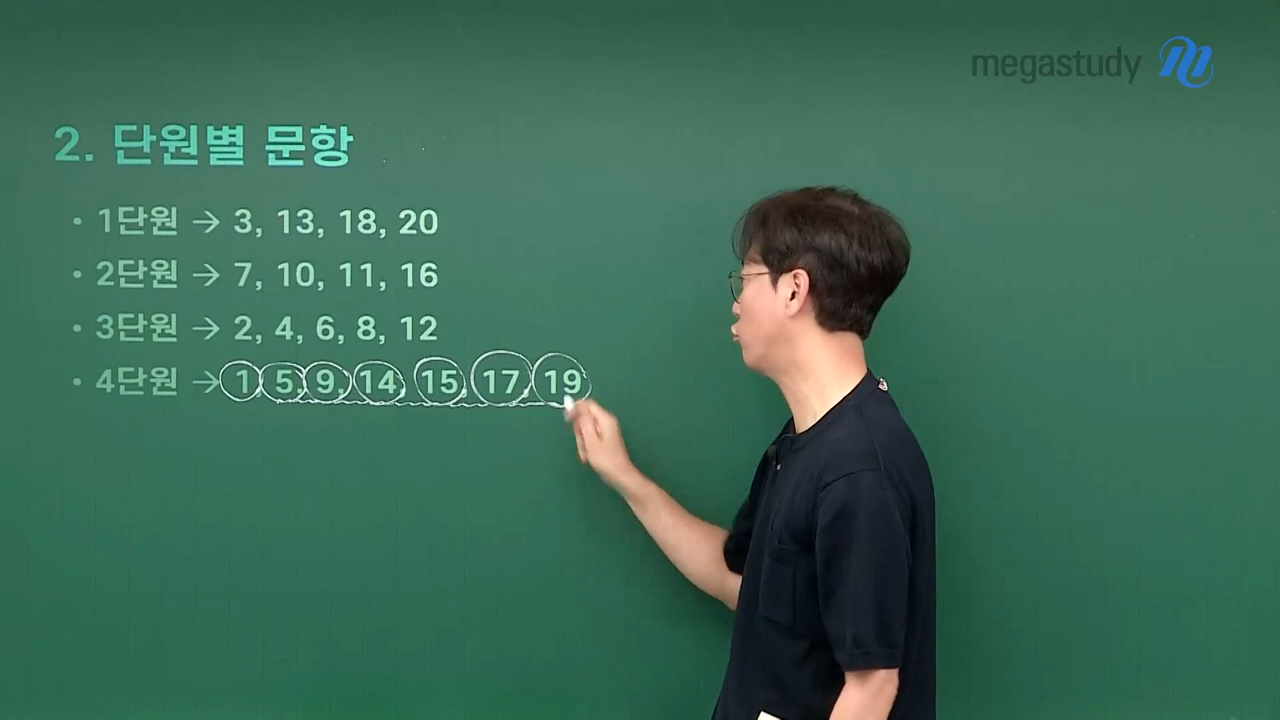 megastudy
2. 단원별 문항
• 1단원 → 3, 13, 18, 20
• 2단원 → 7, 10, 11, 16
• 3단원 → 2, 4, 6, 8, 12
• 4단원 → 1, 5, 9, 14, 15, 17, 19